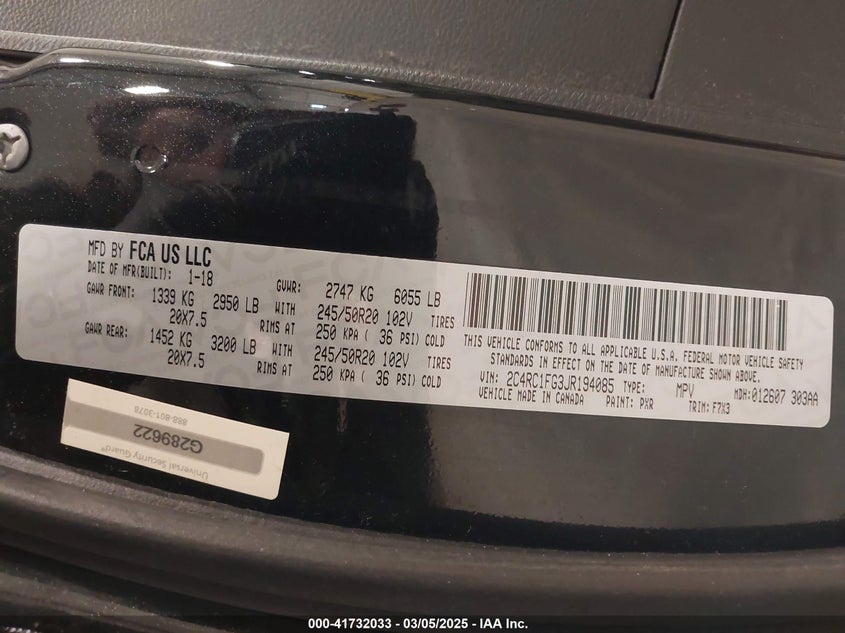 MFD BY FCA US LLC
DATE OF MFR(BUILT): 1-18 GVWR: 2747 KG 6055 LB
GAWR FRONT: 1339 KG 2950 LB WITH 245/50R20 102V TIRES
20X7.5 RIMS AT 250 KPA ( 36 PSI) COLD
GAWR REAR: 1452 KG 3200 LB WITH 245/50R20 102V TIRES
20X7.5 RIMS AT 250 KPA ( 36 PSI) COLD
THIS VEHICLE CONFORMS TO ALL APPLICABLE U.S.A. FEDERAL MOTOR VEHICLE SAFETY
STANDARDS IN EFFECT ON THE DATE OF MANUFACTURE SHOWN ABOVE.
VIN: 2C4RC1FG3JR194085 TYPE: MPV MDH:012607 303AA
VEHICLE MADE IN CANADA PAINT: PXR TRIM: F7X3
Universal Security Guard®
G289622
888-801-3078
000-41732033 — 03/05/2025 — IAA Inc.